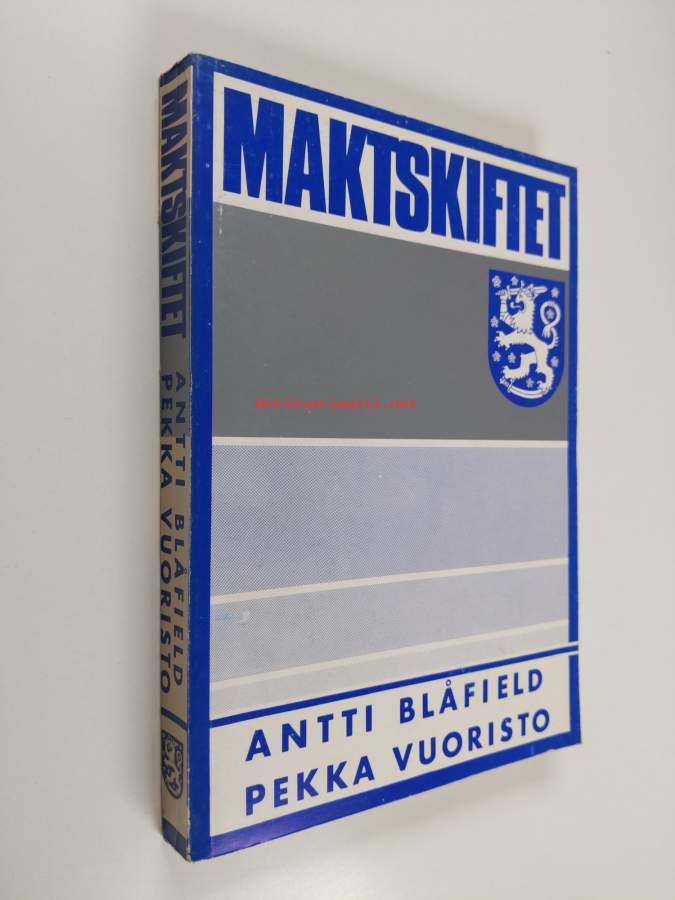 MAKTSKIFTET
ANTTI BLÅFIELD
PEKKA VUORISTO
MAKTSKIFTET
ANTTI BLÅFIELD
PEKKA VUORISTO